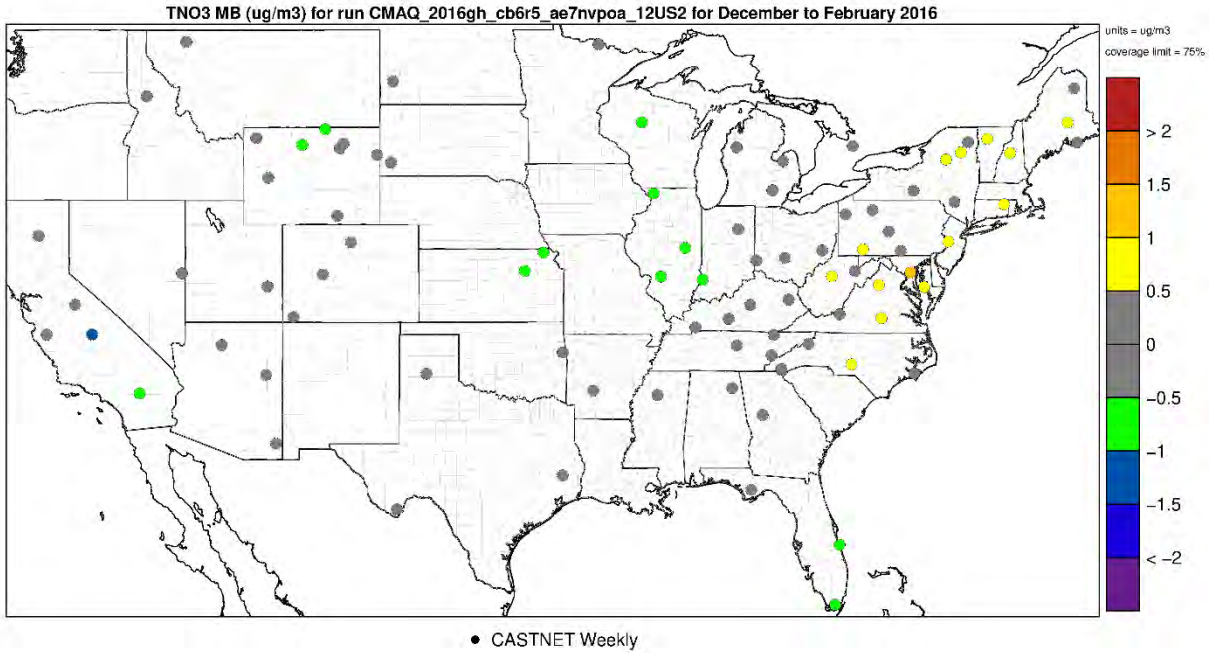 TNO3 MB (ug/m3) for run CMAQ_2016gh_cb6r5_ae7nvpoa_12US2 for December to February 2016
units = ug/m3
coverage limit = 75%
> 2
1.5
1
0.5
0
−0.5
−1
−1.5
< −2
CASTNET Weekly